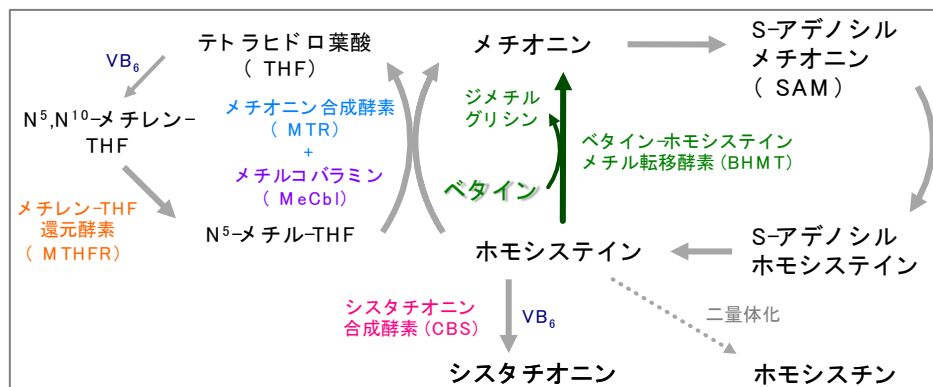 テトラヒドロ葉酸
( THF)
VB6
N5,N10-メチレン-
THF
メチオニン合成酵素
( MTR)
+
メチルコバラミン
( MeCbl)
メチレン-THF
還元酵素
( MTHFR)
N5-メチル-THF
メチオニン
S-アデノシル
メチオニン
( SAM)
ジメチル
グリシン
ベタイン-ホモシステイン
メチル転移酵素(BHMT)
ベタイン
ホモシステイン
S-アデノシル
ホモシステイン
シスタチオニン
合成酵素(CBS)
VB6
二量体化
シスタチオニン
ホモシスチン